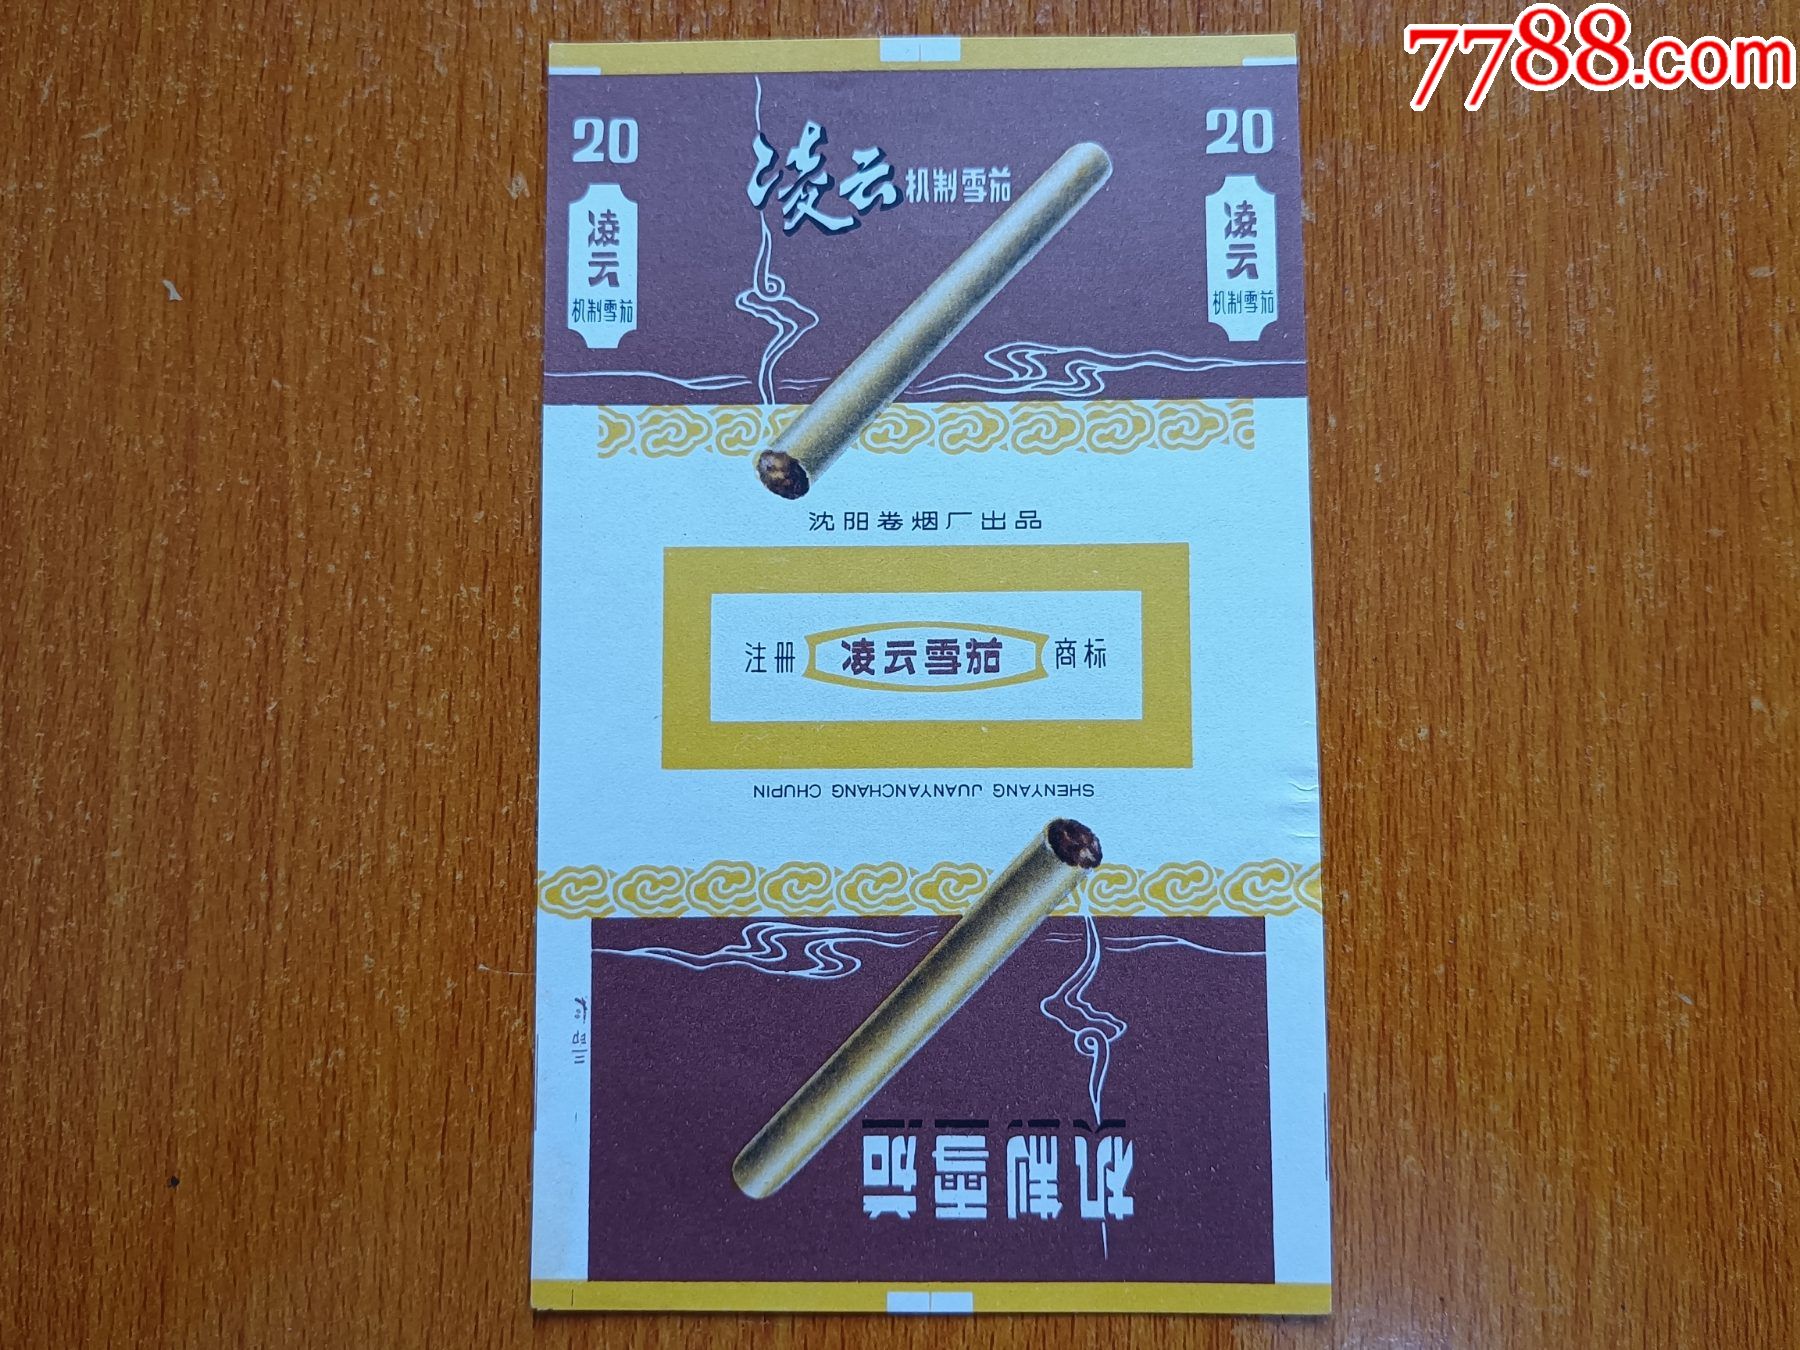 7788.com
20
凌云
机制雪茄
凌云机制雪茄
20
凌云
机制雪茄
沈阳卷烟厂出品
注册 凌云雪茄 商标
SHENYANG JUANYANCHANG CHUPIN
机制雪茄